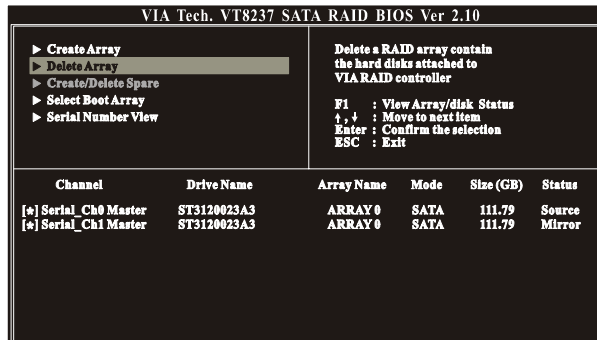 VIA Tech. VT8237 SATA RAID BIOS Ver 2.10
▶ Create Array
▶ Delete Array
▶ Create/Delete Spare
▶ Select Boot Array
▶ Serial Number View
Delete a RAID array contain
the hard disks attached to
VIA RAID controller
F1 : View Array/disk Status
↑,↓ : Move to next item
Enter : Confirm the selection
ESC : Exit
Channel Drive Name Array Name Mode Size (GB) Status
[*] Serial_Ch0 Master ST3120023A3 ARRAY 0 SATA 111.79 Source
[*] Serial_Ch1 Master ST3120023A3 ARRAY 0 SATA 111.79 Mirror